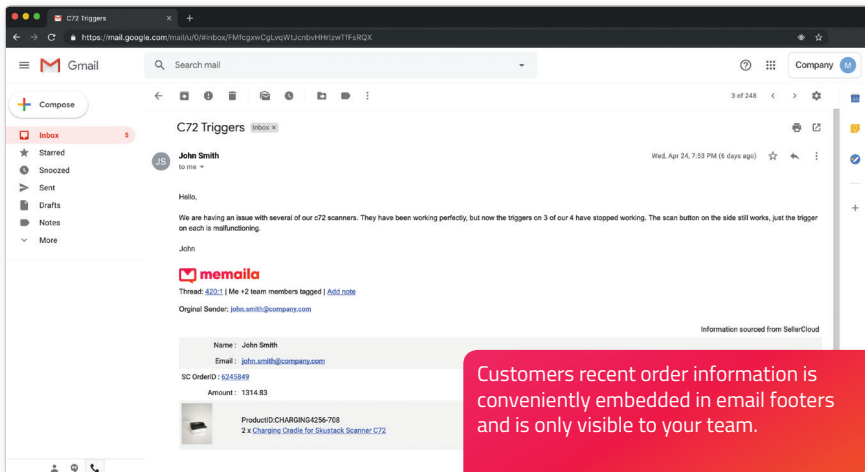 C72 Triggers
https://mail.google.com/mail/u/0/#inbox/FMfcgxwCgLvqWtJcnbvHHrlzwTfFsRQX
Gmail
Search mail
Company M
Compose
3 of 248
Inbox 5
Starred
Snoozed
Sent
Drafts
Notes
More
C72 Triggers Inbox ×
JS
John Smith
Wed, Apr 24, 7:53 PM (6 days ago)
to me
Hello,
We are having an issue with several of our c72 scanners. They have been working perfectly, but now the triggers on 3 of our 4 have stopped working. The scan button on the side still works, just the trigger
on each is malfunctioning.
John
memaila
Thread: 420:1 | Me +2 team members tagged | Add note
Orginal Sender: john.smith@company.com
Information sourced from SellerCloud
Name : John Smith
Email : john.smith@company.com
SC OrderID : 6245849
Amount : 1314.83
ProductID:CHARGING4256-708
2 x Charging Cradle for Skustack Scanner C72
Customers recent order information is
conveniently embedded in email footers
and is only visible to your team.